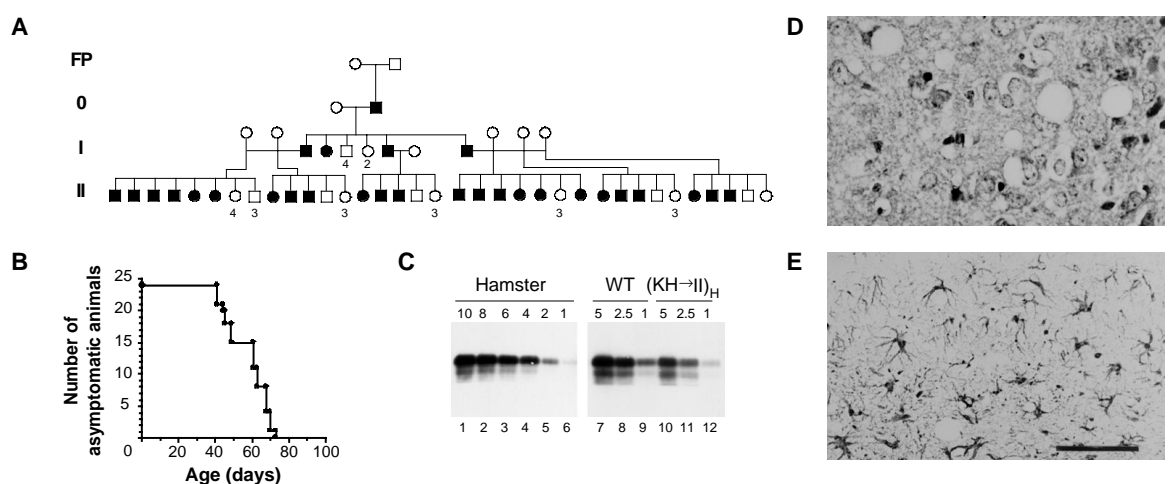 A
FP
0
I
4
2
II
4
3
3
3
3
3
B
Number of
asymptomatic animals
25
20
15
10
5
0
0
20
40
60
80
100
Age (days)
C
Hamster
WT
(KH→II)H
10 8 6 4 2 1
5 2.5 1 5 2.5 1
1 2 3 4 5 6
7 8 9 10 11 12
D
E